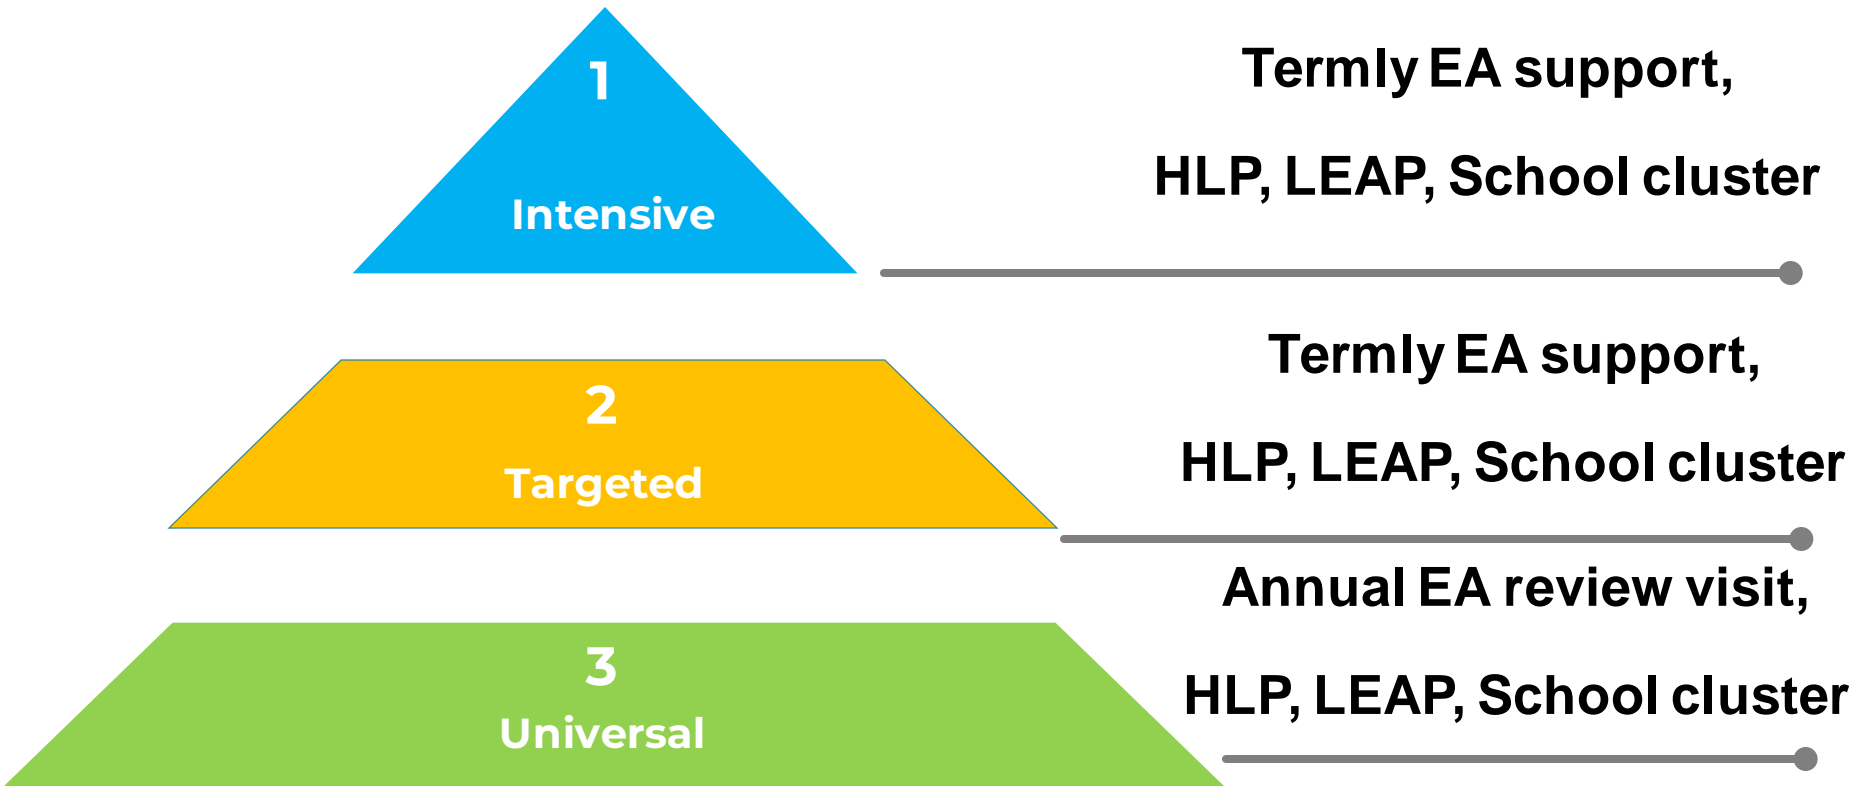 1
Intensive
Termly EA support,
HLP, LEAP, School cluster
2
Targeted
Termly EA support,
HLP, LEAP, School cluster
3
Universal
Annual EA review visit,
HLP, LEAP, School cluster